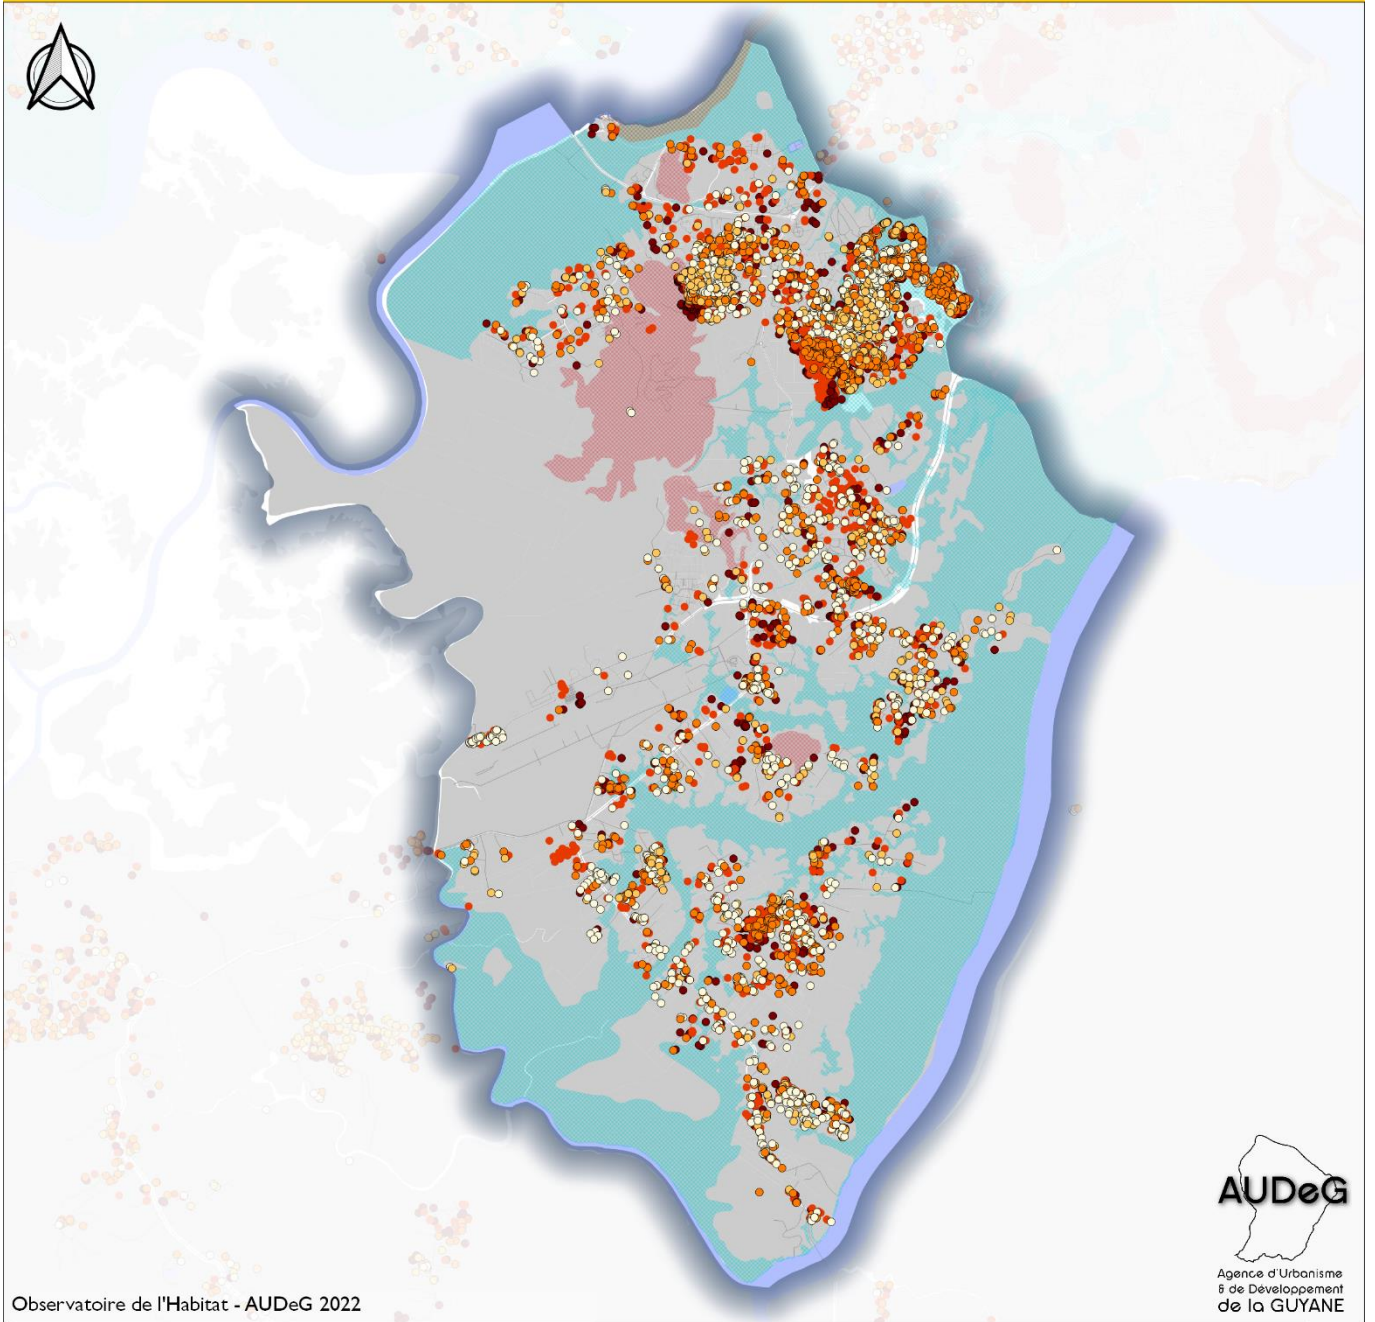 Observatoire de l'Habitat - AUDeG 2022
AUDeG
Agence d'Urbanisme
& de Développement
de la GUYANE